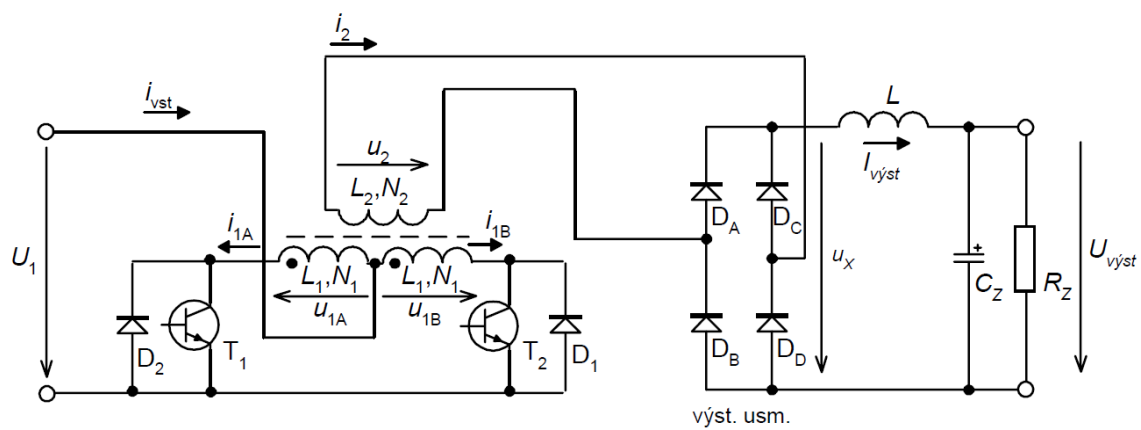 i2
ivst
L
u2
Ivýst
L2,N2
DA
DC
i1A
i1B
U1
L1,N1
L1,N1
uX
CZ
RZ
Uvýst
u1A
u1B
D2
T1
T2
D1
DB
DD
výst. usm.